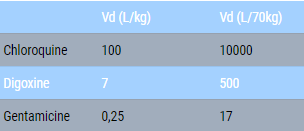 Vd (L/kg) Vd (L/70kg)
Chloroquine 100 10000
Digoxine 7 500
Gentamicine 0,25 17